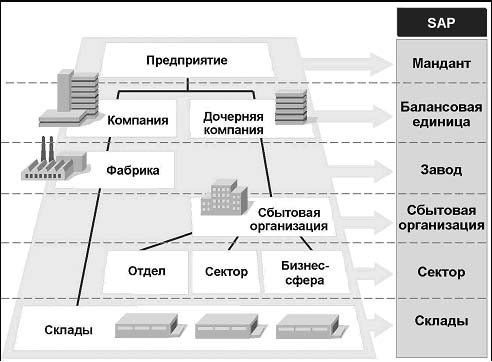 SAP
Предприятие
Мандант
Компания
Дочерняя
компания
Балансовая
единица
Фабрика
Завод
Сбытовая
организация
Сбытовая
организация
Отдел
Сектор
Бизнес-
сфера
Сектор
Склады
Склады